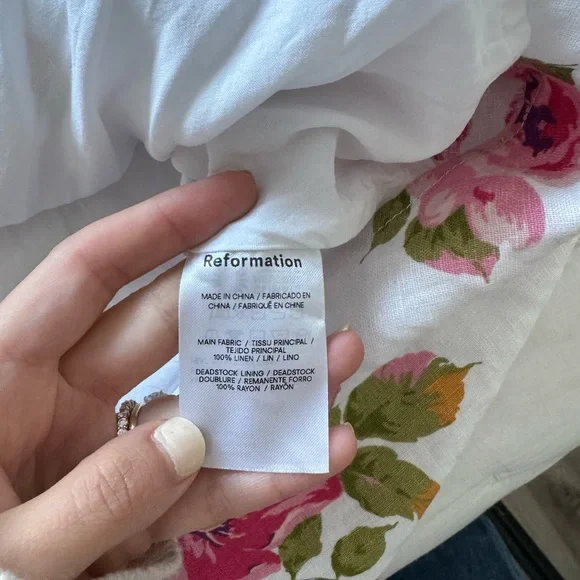 Reformation
MADE IN CHINA / FABRICADO EN
CHINA / FABRIQUÉ EN CHINE
MAIN FABRIC / TISSU PRINCIPAL /
TEJIDO PRINCIPAL
100% LINEN / LIN / LINO
DEADSTOCK LINING / DEADSTOCK
DOUBLURE / REMANENTE FORRO
100% RAYON / RAYÓN